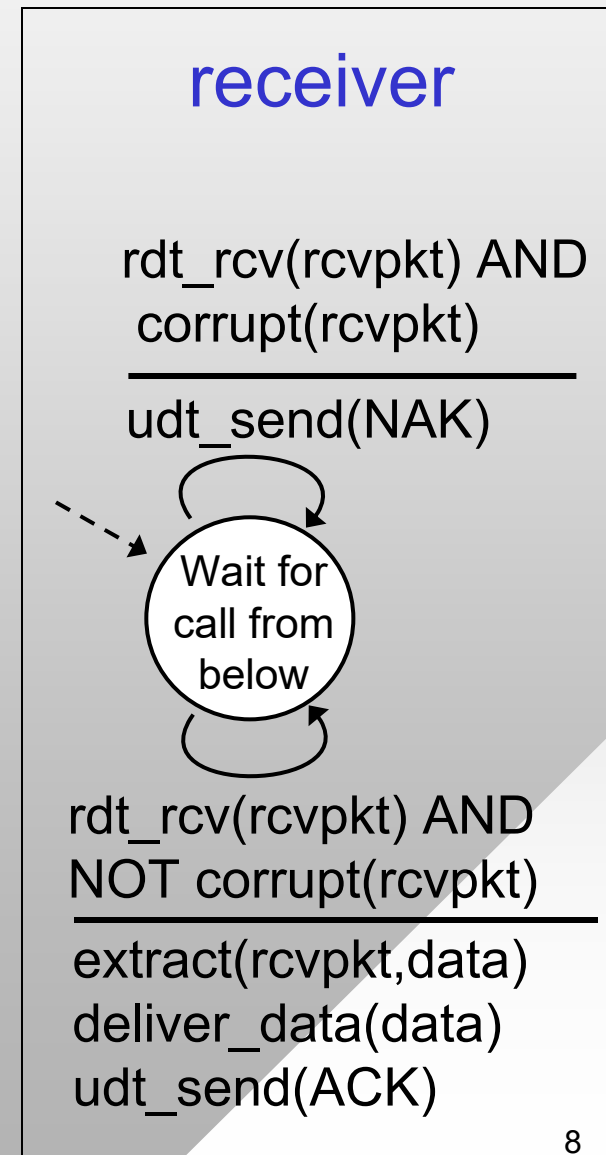 receiver
rdt_rcv(rcvpkt) AND
corrupt(rcvpkt)
udt_send(NAK)
Wait for
call from
below
rdt_rcv(rcvpkt) AND
NOT corrupt(rcvpkt)
extract(rcvpkt,data)
deliver_data(data)
udt_send(ACK)
8